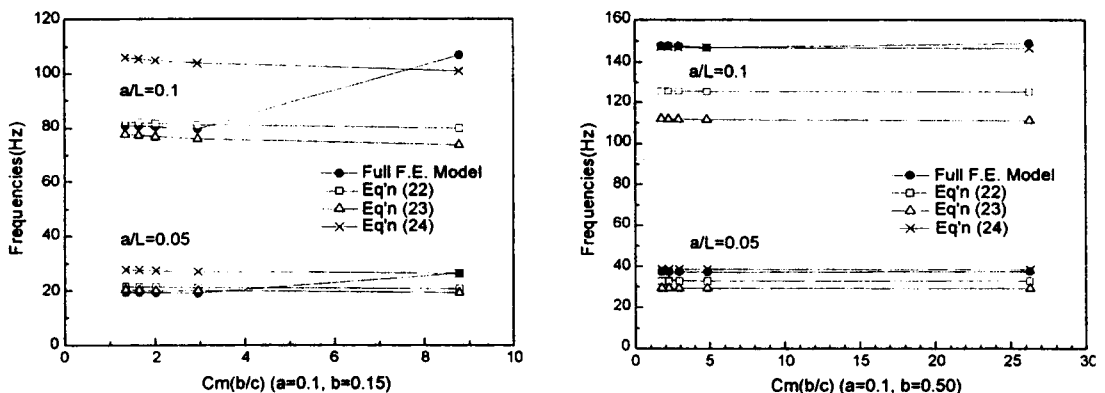 120
100
80
60
40
20
0
Frequencies(Hz)
a/L=0.1
a/L=0.05
Full F.E. Model
Eq'n (22)
Eq'n (23)
Eq'n (24)
0 2 4 6 8 10
Cm(b/c) (a=0.1, b=0.15)
160
140
120
100
80
60
40
20
0
Frequencies(Hz)
a/L=0.1
Full F.E. Model
Eq'n (22)
Eq'n (23)
Eq'n (24)
a/L=0.05
0 5 10 15 20 25 30
Cm(b/c) (a=0.1, b=0.50)